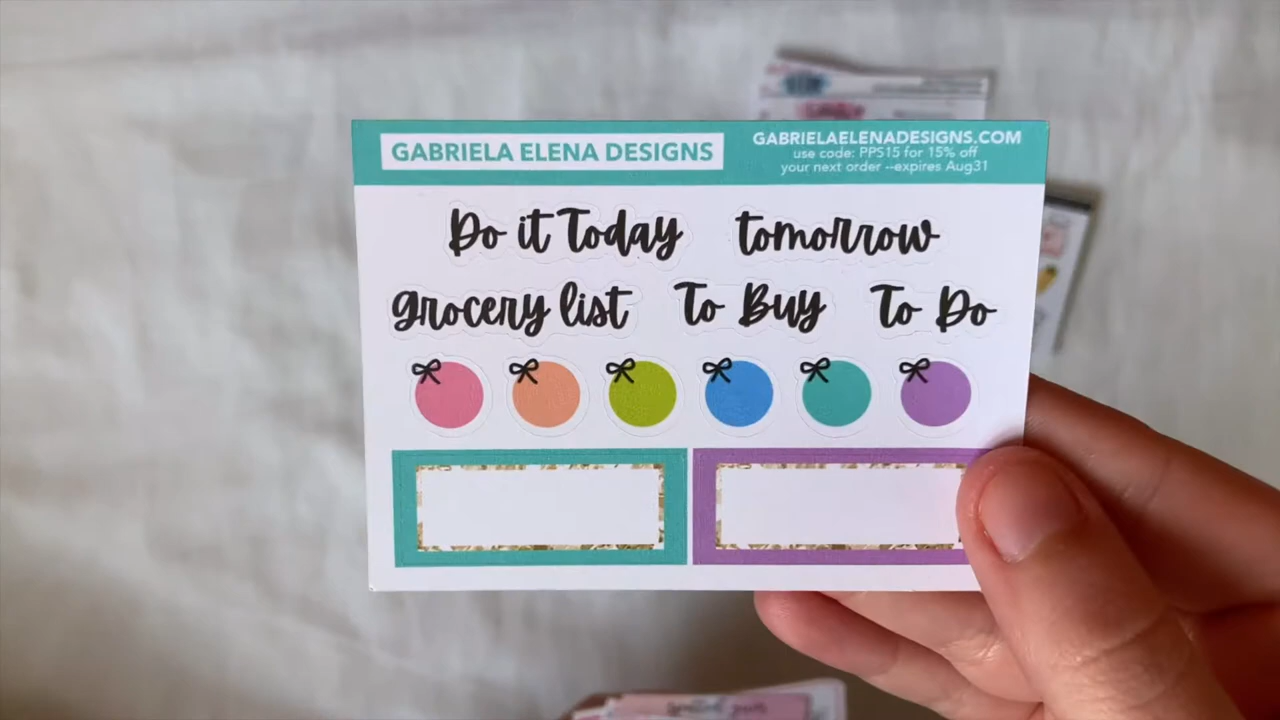 GABRIELA ELENA DESIGNS
GABRIELAELENADESIGNS.COM
use code: PPS15 for 15% off
your next order --expires Aug31
Do it Today tomorrow
grocery list To Buy To Do